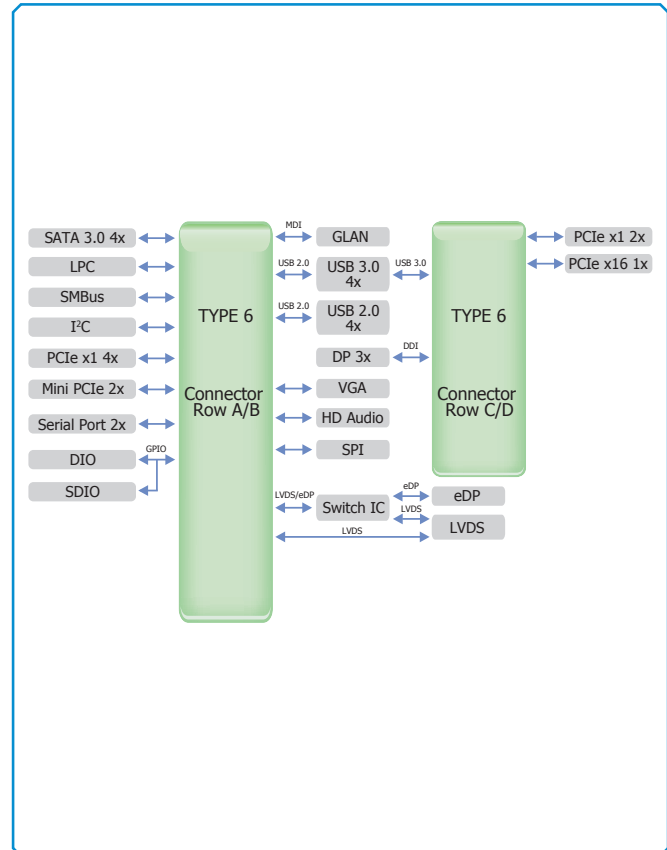 SATA 3.0 4x
LPC
SMBus
I²C
PCIe x1 4x
Mini PCIe 2x
Serial Port 2x
DIO
GPIO
SDIO
TYPE 6
Connector
Row A/B
MDI
GLAN
USB 2.0
USB 3.0
4x
USB 3.0
USB 2.0
USB 2.0
4x
DP 3x
DDI
VGA
HD Audio
SPI
LVDS/eDP
Switch IC
eDP
eDP
LVDS
LVDS
LVDS
TYPE 6
Connector
Row C/D
PCIe x1 2x
PCIe x16 1x